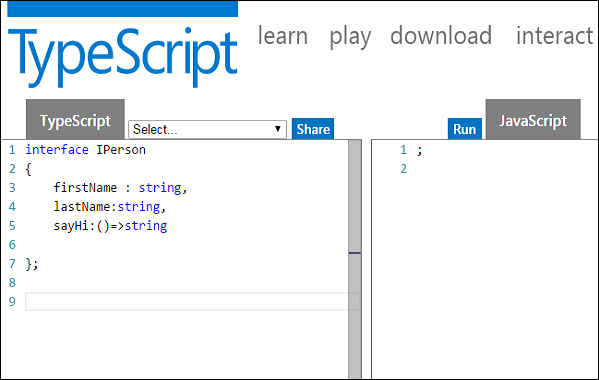 TypeScript learn play download interact
TypeScript Select... Share Run JavaScript
1 interface IPerson
2 {
3 firstName : string,
4 lastName:string,
5 sayHi:()=>string
6
7 };
8
9
1 ;
2